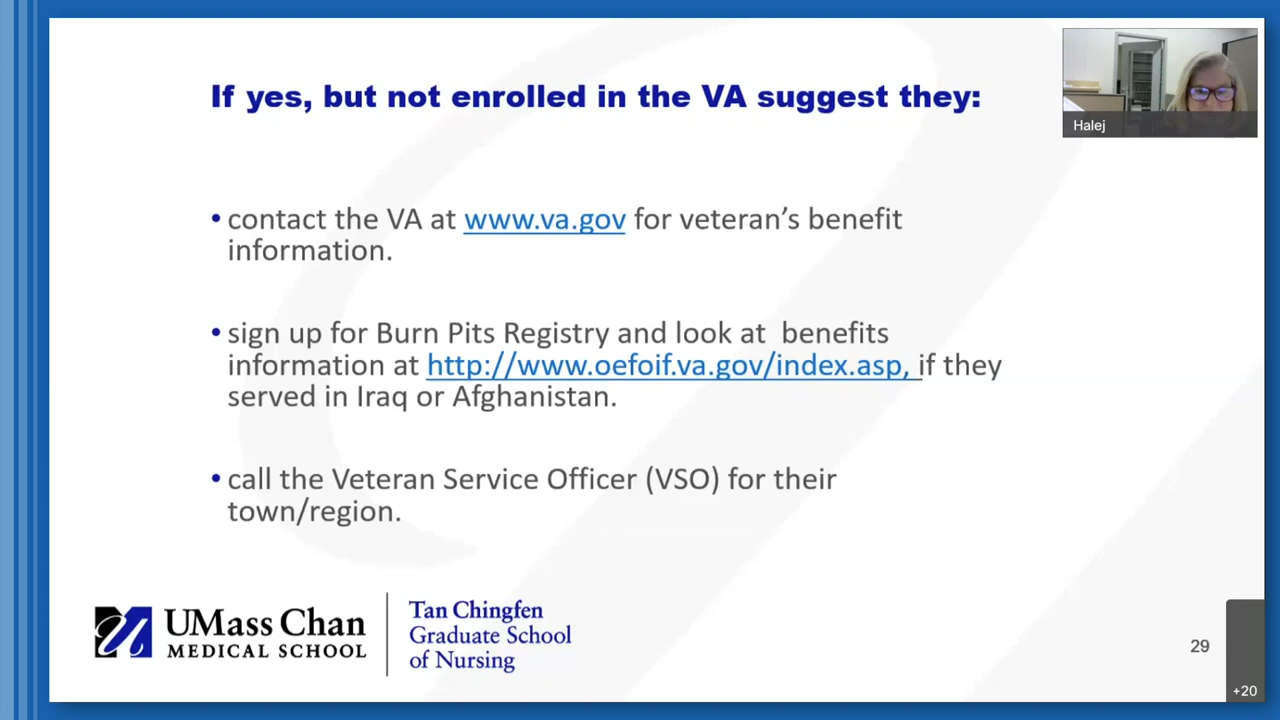 If yes, but not enrolled in the VA suggest they:
Halej
• contact the VA at www.va.gov for veteran’s benefit
information.
• sign up for Burn Pits Registry and look at  benefits
information at http://www.oefoif.va.gov/index.asp, if they
served in Iraq or Afghanistan.
• call the Veteran Service Officer (VSO) for their
town/region.
UMass Chan
MEDICAL SCHOOL
Tan Chingfen
Graduate School
of Nursing
29
+20